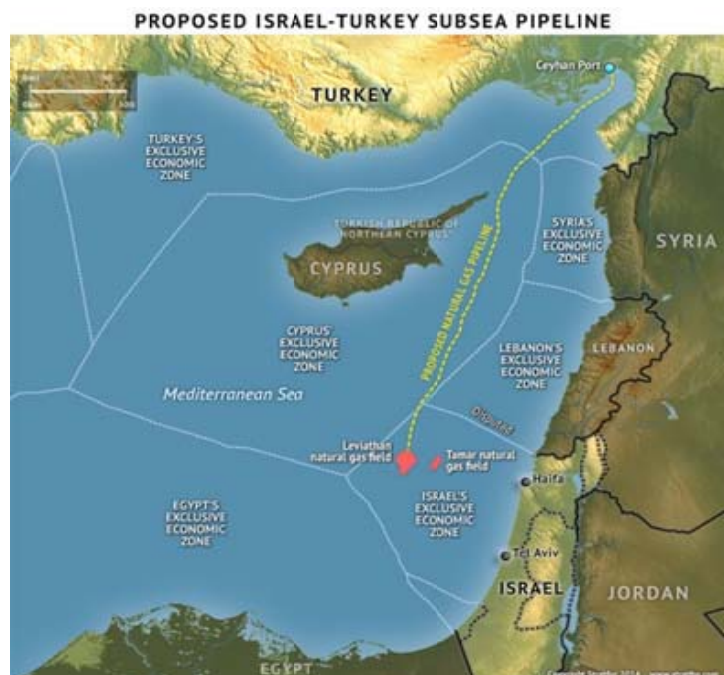 PROPOSED ISRAEL-TURKEY SUBSEA PIPELINE
Ceyhan Port
TURKEY
TURKEY'S
EXCLUSIVE
ECONOMIC
ZONE
TURKISH REPUBLIC OF
NORTHERN CYPRUS
SYRIA'S
EXCLUSIVE
ECONOMIC
ZONE
SYRIA
CYPRUS
PROPOSED NATURAL GAS PIPELINE
CYPRUS'
EXCLUSIVE
ECONOMIC
ZONE
LEBANON'S
EXCLUSIVE
ECONOMIC
ZONE
LEBANON
Mediterranean Sea
Disputed
Leviathan
natural gas field
Tamar natural
gas field
Haifa
EGYPT'S
EXCLUSIVE
ECONOMIC
ZONE
ISRAEL'S
EXCLUSIVE
ECONOMIC
ZONE
Tel Aviv
ISRAEL
JORDAN
EGYPT